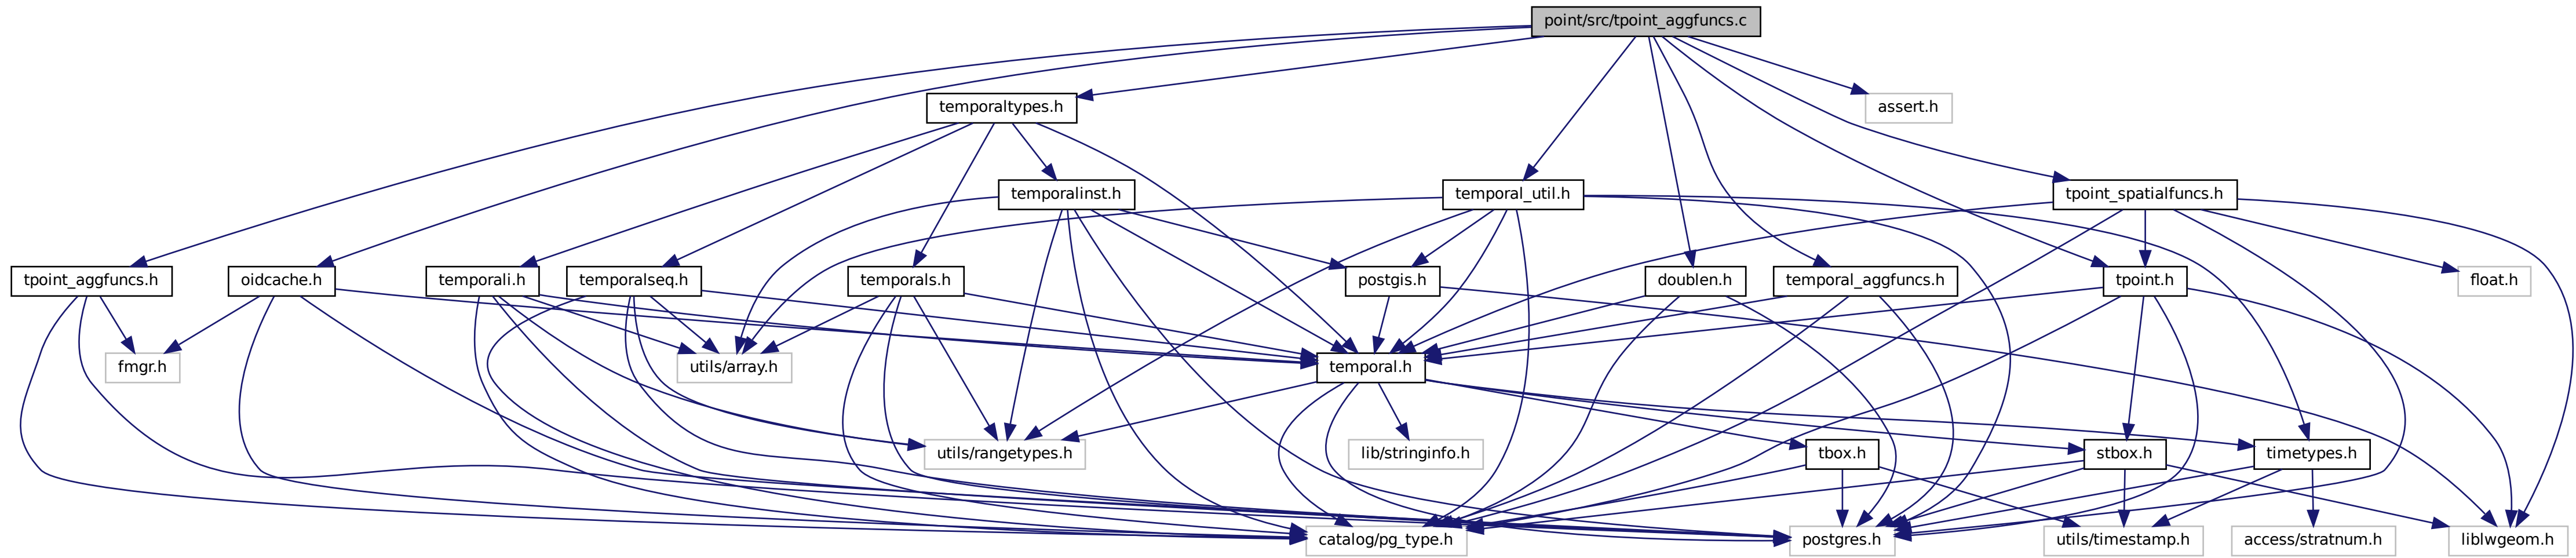 point/src/tpoint_aggfuncs.c
temporaltypes.h
assert.h
temporalinst.h
temporal_util.h
tpoint_spatialfuncs.h
tpoint_aggfuncs.h
oidcache.h
temporali.h
temporalseq.h
temporals.h
postgis.h
doublen.h
temporal_aggfuncs.h
tpoint.h
float.h
fmgr.h
utils/array.h
temporal.h
utils/rangetypes.h
lib/stringinfo.h
tbox.h
stbox.h
timetypes.h
catalog/pg_type.h
postgres.h
utils/timestamp.h
access/stratnum.h
liblwgeom.h